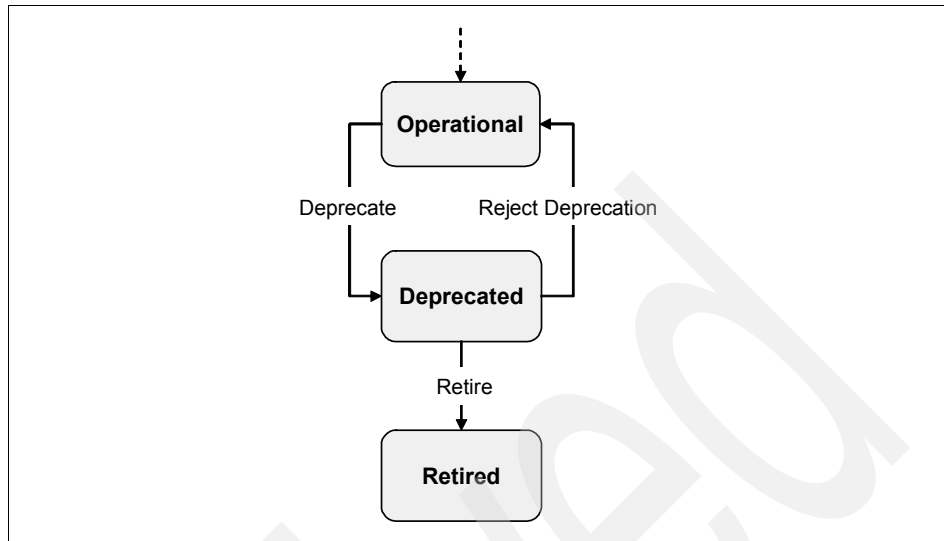 Operational
Deprecate
Reject Deprecation
Deprecated
Retire
Retired